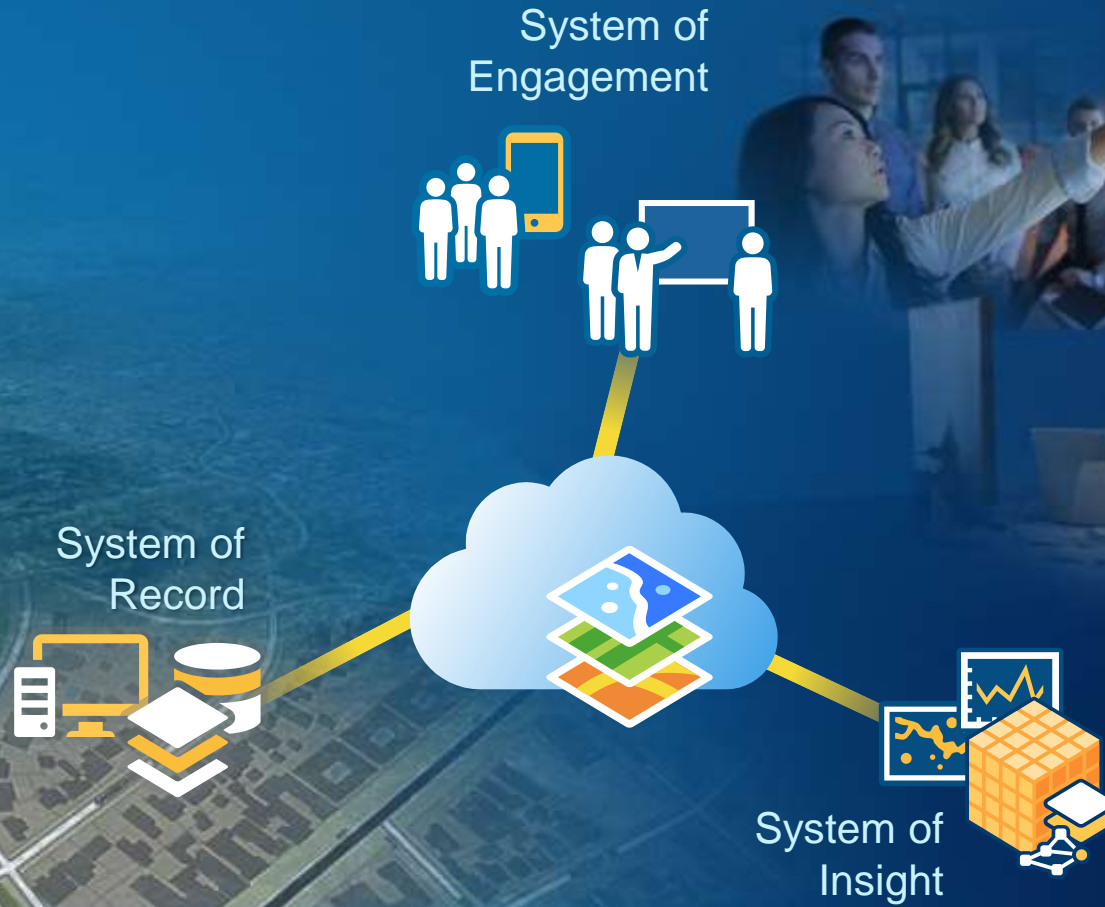 System of
Engagement
System of
Record
System of
Insight